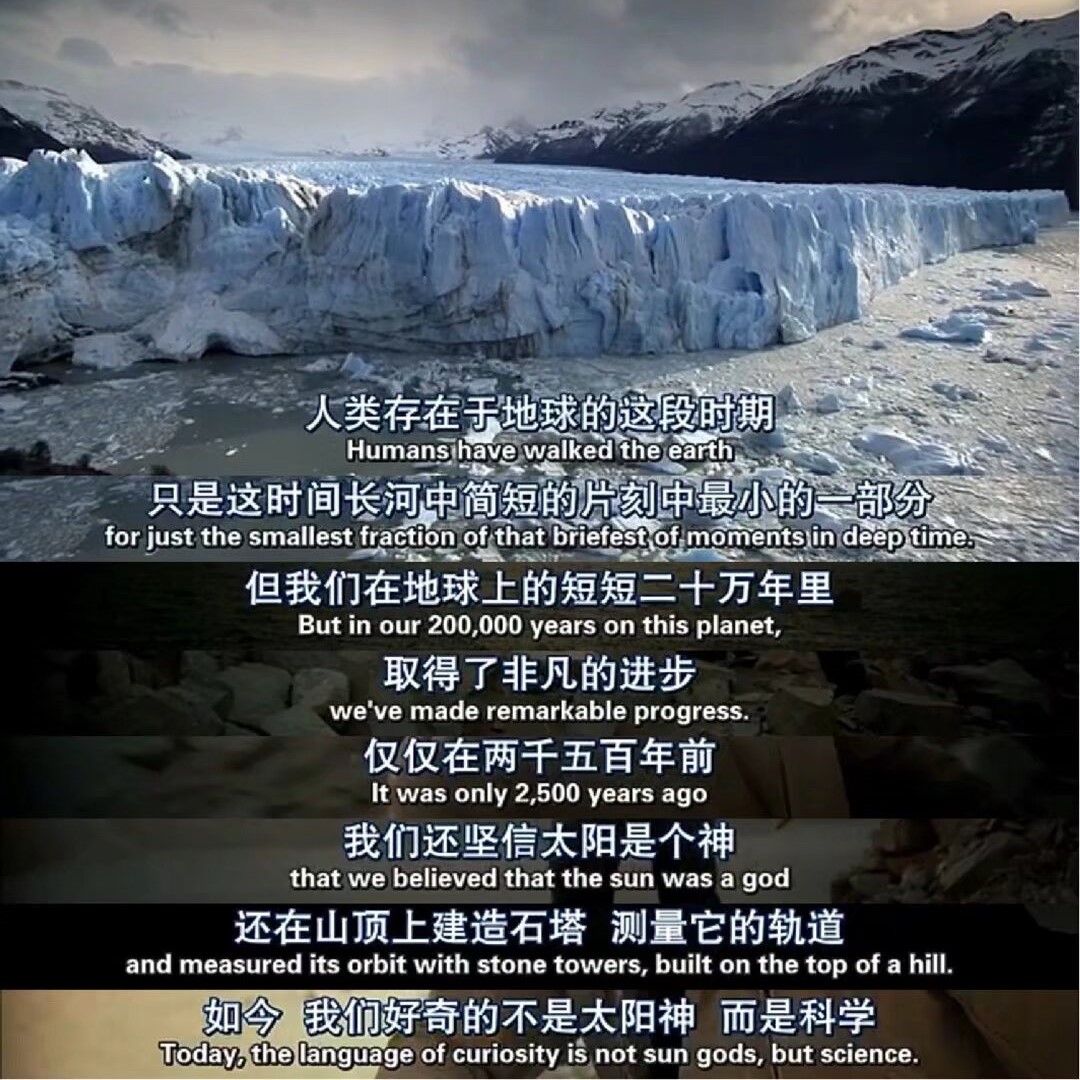 人类存在于地球的这段时期
Humans have walked the earth
只是这时间长河中简短的片刻中最小的一部分
for just the smallest fraction of that briefest of moments in deep time.
但我们在地球上的短短二十万年里
But in our 200,000 years on this planet,
取得了非凡的进步
we've made remarkable progress.
仅仅在两千五百年前
It was only 2,500 years ago
我们还坚信太阳是个神
that we believed that the sun was a god
还在山顶上建造石塔 测量它的轨道
and measured its orbit with stone towers, built on the top of a hill.
如今 我们好奇的不是太阳神 而是科学
Today, the language of curiosity is not sun gods, but science.